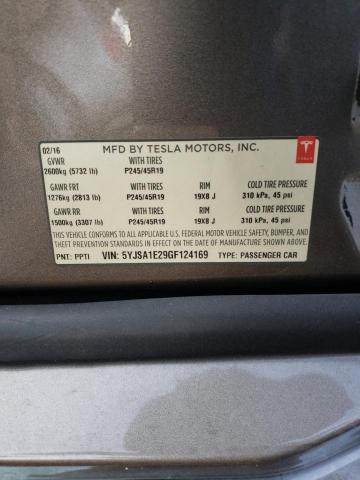 02/16 MFD BY TESLA MOTORS, INC.
GVWR WITH TIRES
2600kg (5732 lb) P245/45R19
TESLA
GAWR FRT WITH TIRES RIM COLD TIRE PRESSURE
1276kg (2813 lb) P245/45R19 19X8 J 310 kPa, 45 psi
GAWR RR WITH TIRES RIM COLD TIRE PRESSURE
1500kg (3307 lb) P245/45R19 19X8 J 310 kPa, 45 psi
THIS VEHICLE CONFORMS TO ALL APPLICABLE U.S. FEDERAL MOTOR VEHICLE SAFETY, BUMPER, AND
THEFT PREVENTION STANDARDS IN EFFECT ON THE DATE OF MANUFACTURE SHOWN ABOVE.
PNT: PPTI VIN: 5YJSA1E29GF124169 TYPE: PASSENGER CAR